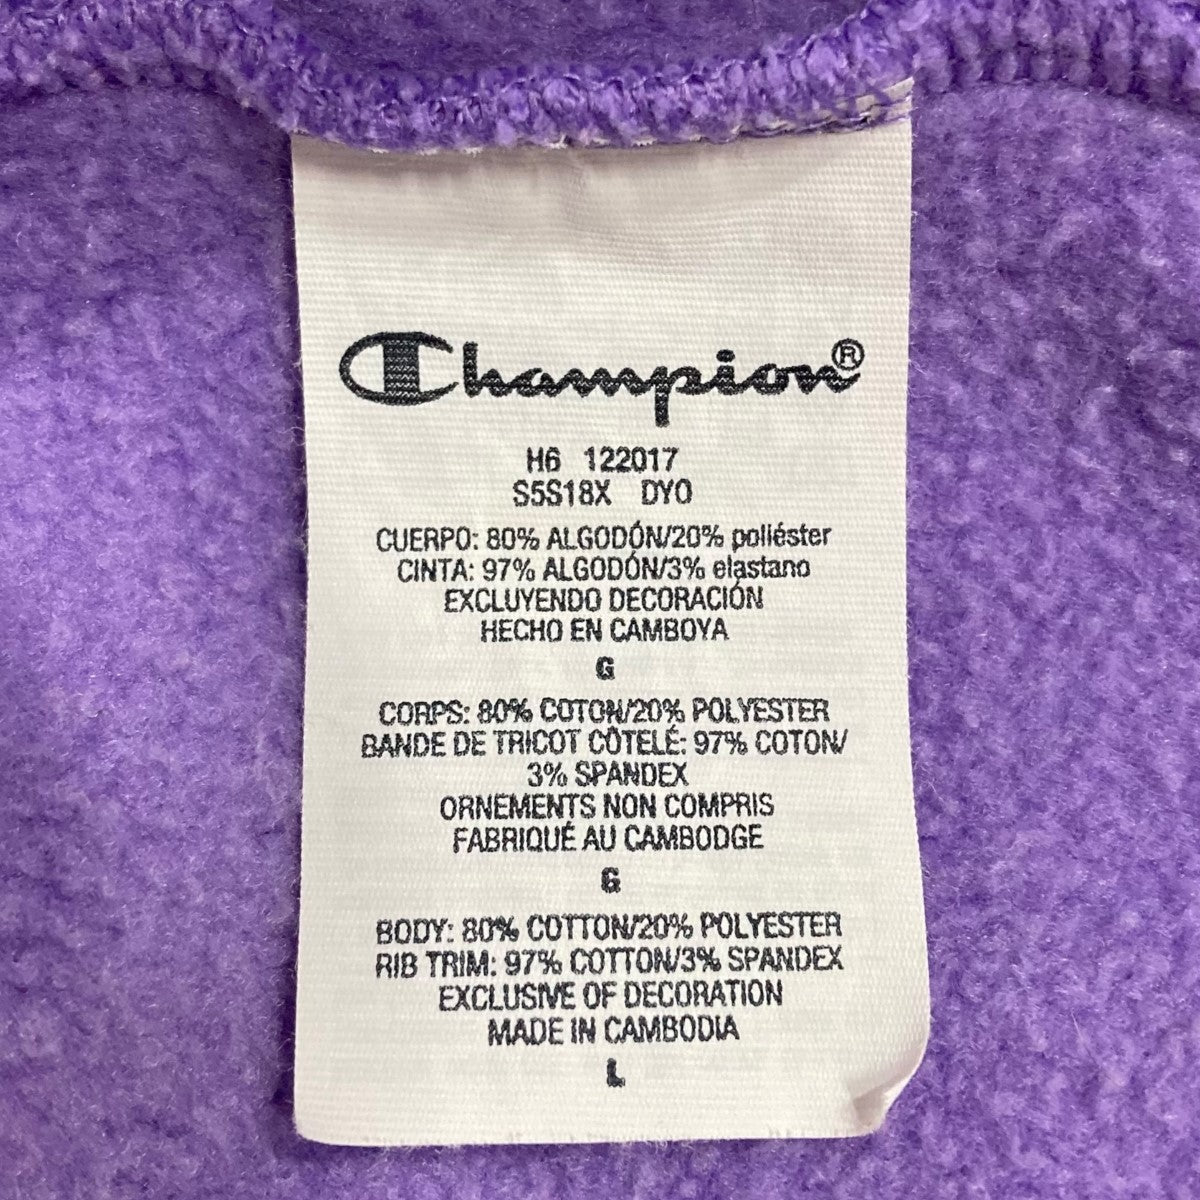 Champion®
H6 122017
S5S18X DYO
CUERPO: 80% ALGODÓN/20% poliéster
CINTA: 97% ALGODÓN/3% elastano
EXCLUYENDO DECORACIÓN
HECHO EN CAMBOYA
G
CORPS: 80% COTON/20% POLYESTER
BANDE DE TRICOT CÔTELÉ: 97% COTON/
3% SPANDEX
ORNEMENTS NON COMPRIS
FABRIQUÉ AU CAMBODGE
G
BODY: 80% COTTON/20% POLYESTER
RIB TRIM: 97% COTTON/3% SPANDEX
EXCLUSIVE OF DECORATION
MADE IN CAMBODIA
L